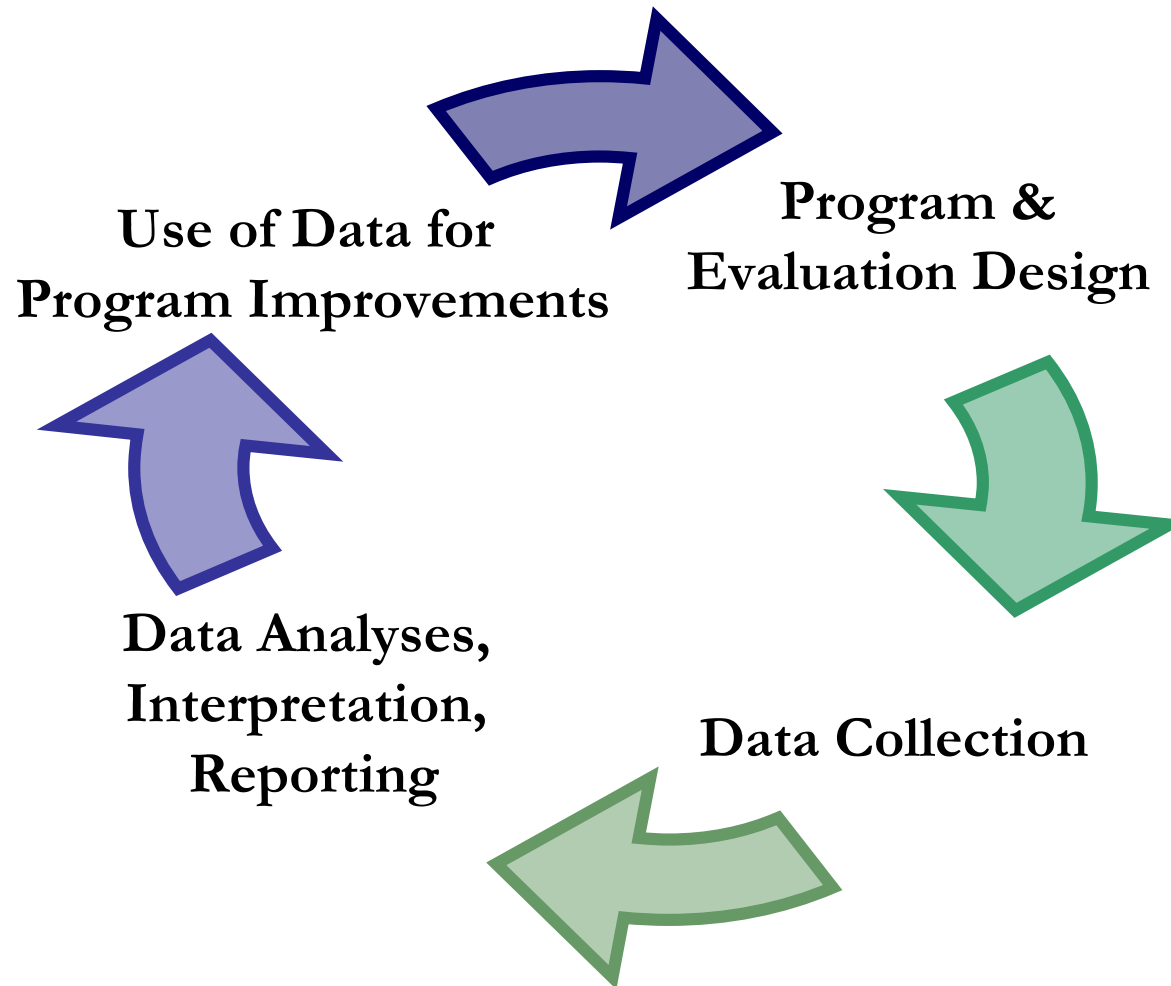 Use of Data for
Program Improvements
Program &
Evaluation Design
Data Analyses,
Interpretation,
Reporting
Data Collection